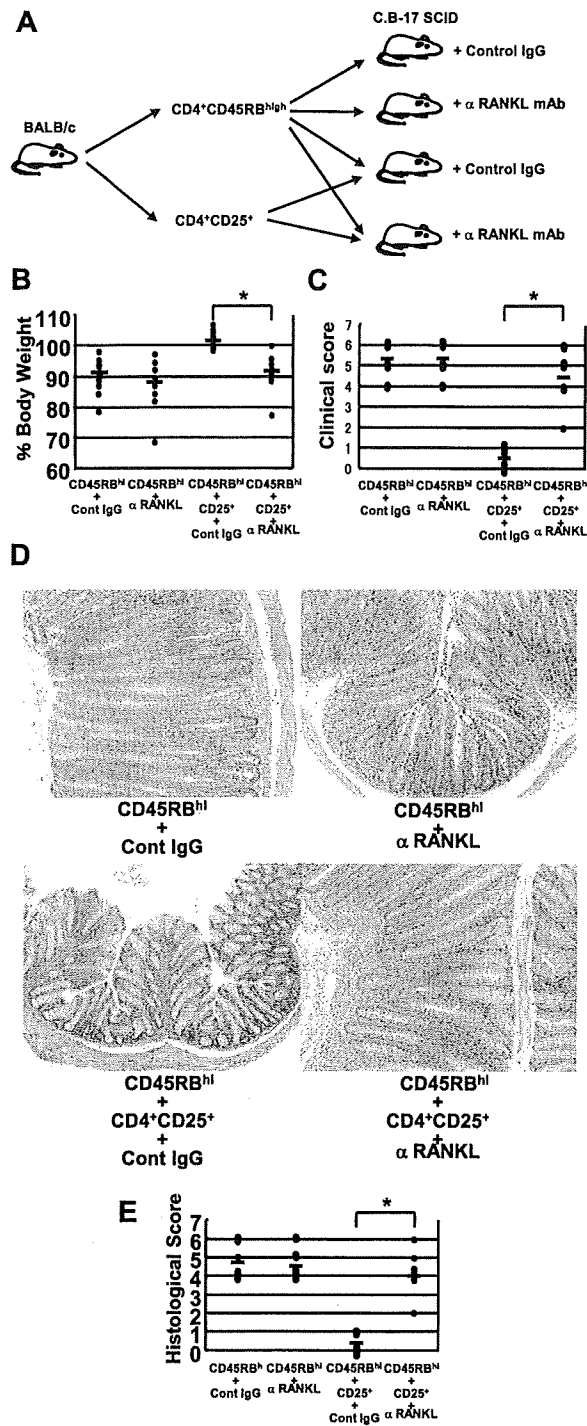 A
C.B-17 SCID
+ Control IgG
CD4⁺CD45RBʰⁱᵍʰ
+ α RANKL mAb
BALB/c
+ Control IgG
CD4⁺CD25⁺
+ α RANKL mAb
B
*
110
100
90
80
70
60
% Body Weight
CD45RBʰⁱ
+
Cont IgG
CD45RBʰⁱ
+
α RANKL
CD45RBʰⁱ
+
CD25⁺
+
Cont IgG
CD45RBʰⁱ
+
CD25⁺
+
α RANKL
C
*
7
6
5
4
3
2
1
0
Clinical score
CD45RBʰⁱ
+
Cont IgG
CD45RBʰⁱ
+
α RANKL
CD45RBʰⁱ
+
CD25⁺
+
Cont IgG
CD45RBʰⁱ
+
CD25⁺
+
α RANKL
D
CD45RBʰⁱ
+
Cont IgG
CD45RBʰⁱ
+
α RANKL
CD45RBʰⁱ
+
CD4⁺CD25⁺
+
Cont IgG
CD45RBʰⁱ
+
CD4⁺CD25⁺
+
α RANKL
E
*
7
6
5
4
3
2
1
0
Histological Score
CD45RBʰ
+
Cont IgG
CD45RBʰⁱ
+
α RANKL
CD45RBʰⁱ
+
CD25⁺
+
Cont IgG
CD45RBʰⁱ
+
CD25⁺
+
α RANKL